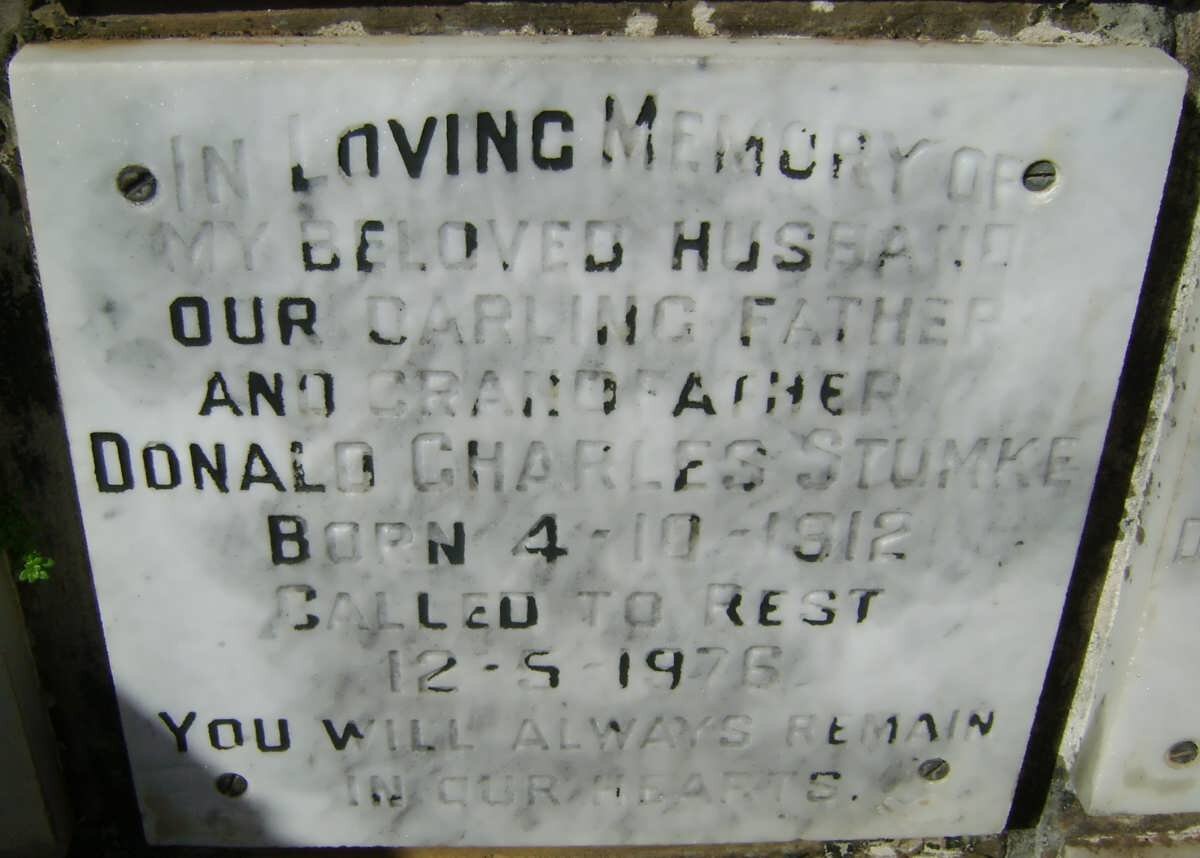 IN LOVING MEMORY OF
MY BELOVED HUSBAND
OUR DARLING FATHER
AND GRANDFATHER
DONALD CHARLES STUMKE
BORN 4-10-1912
CALLED TO REST
12-5-1976
YOU WILL ALWAYS REMAIN
IN OUR HEARTS.